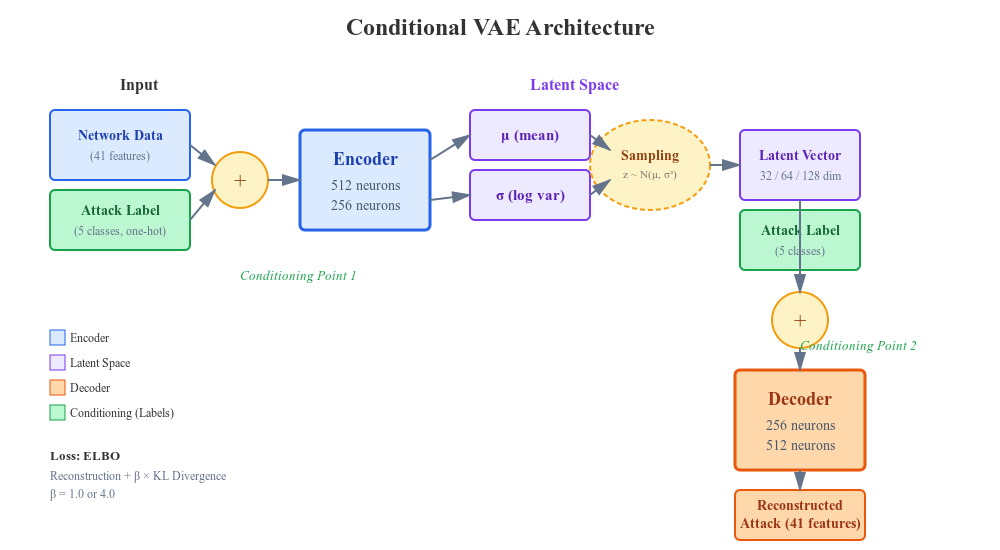 Conditional VAE Architecture
Input
Latent Space
Network Data
(41 features)
Attack Label
(5 classes, one-hot)
+
Encoder
512 neurons
256 neurons
μ (mean)
σ (log var)
Sampling
z ~ N(μ, σ²)
Latent Vector
32 / 64 / 128 dim
Attack Label
(5 classes)
Conditioning Point 1
+
Conditioning Point 2
Decoder
256 neurons
512 neurons
Reconstructed
Attack (41 features)
Encoder
Latent Space
Decoder
Conditioning (Labels)
Loss: ELBO
Reconstruction + β × KL Divergence
β = 1.0 or 4.0